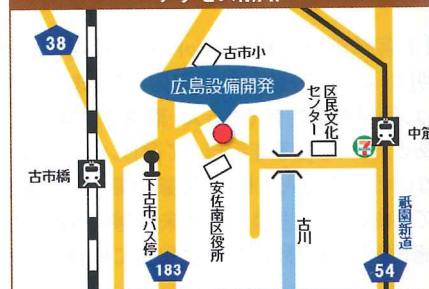 38
古市小
広島設備開発
区民文化
センター
中筋
古市橋
下古市バス停
安佐南区役所
古川
祇園新道
183
54
7